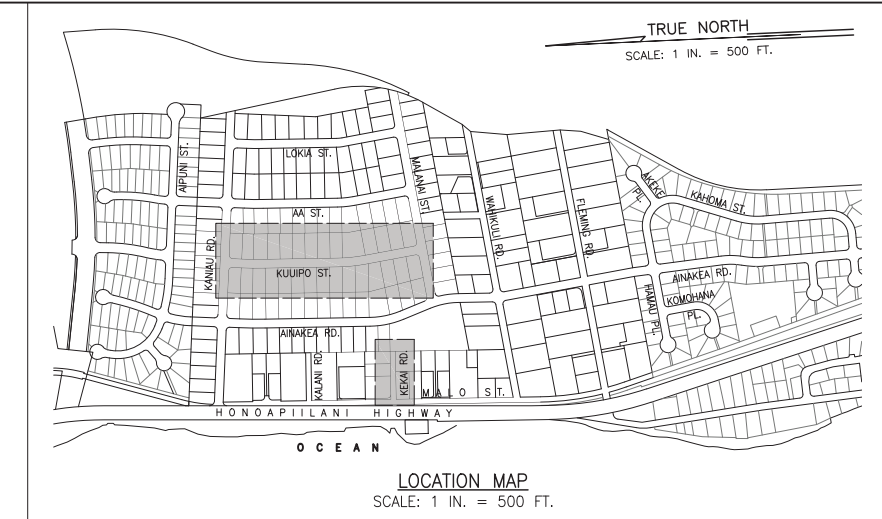 TRUE NORTH
SCALE: 1 IN. = 500 FT.
AIPUNI ST.
LOKIA ST.
MALANAI ST.
AKEKE PL.
KAHOMA ST.
WAHIKULI RD.
FLEMING RD.
AA ST.
KANIAU RD.
KUUIPO ST.
AINAKEA RD.
HAMAU PL.
KOMOHANA PL.
AINAKEA RD.
KALANI RD.
KEKAI RD.
MALO ST.
HONOAPIILANI HIGHWAY
OCEAN
LOCATION MAP
SCALE: 1 IN. = 500 FT.